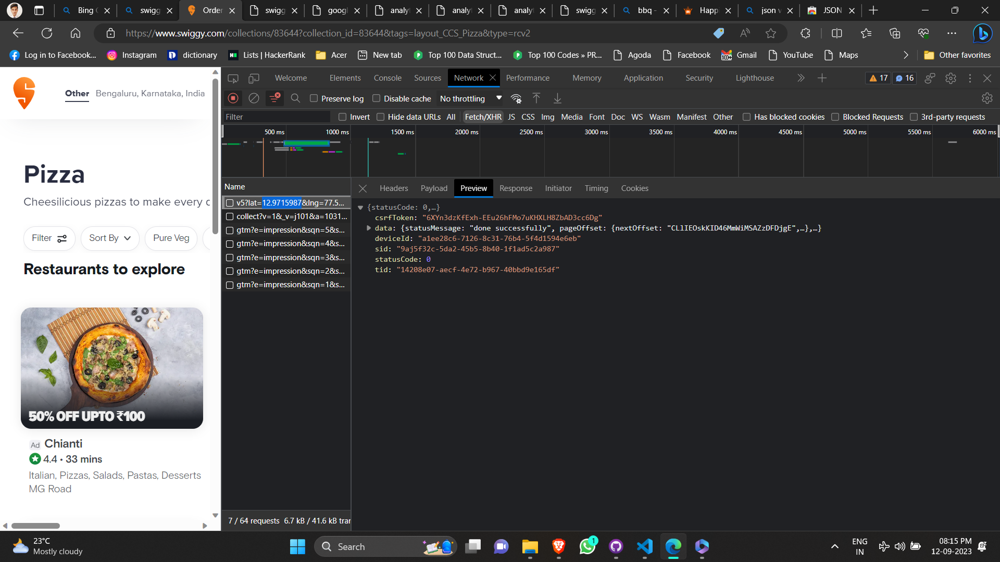 Bing C
swigg
Order
swigg
googl
analy
analy
analy
swigg
bbq -
Happ
json v
JSON
https://www.swiggy.com/collections/83644?collection_id=83644&tags=layout_CCS_Pizza&type=rcv2
Log in to Facebook...
Instagram
dictionary
Lists | HackerRank
Acer
New tab
Top 100 Data Struct...
Top 100 Codes » PR...
Agoda
Facebook
Gmail
YouTube
Maps
Other favorites
Other Bengaluru, Karnataka, India
Pizza
Cheesilicious pizzas to make every d
Filter
Sort By
Pure Veg
Restaurants to explore
50% OFF UPTO ₹100
Ad Chianti
4.4 • 33 mins
Italian, Pizzas, Salads, Pastas, Desserts
MG Road
Welcome Elements Console Sources Network Performance Memory Application Security Lighthouse 17 16
Preserve log Disable cache No throttling
Filter Invert Hide data URLs All Fetch/XHR JS CSS Img Media Font Doc WS Wasm Manifest Other Has blocked cookies Blocked Requests 3rd-party requests
500 ms 1000 ms 1500 ms 2000 ms 2500 ms 3000 ms 3500 ms 4000 ms 4500 ms 5000 ms 5500 ms 6000 ms
Name
v5?lat=12.9715987&lng=77.5...
collect?v=1&_v=j101&a=1031...
gtm?e=impression&sqn=5&s...
gtm?e=impression&sqn=4&s...
gtm?e=impression&sqn=3&s...
gtm?e=impression&sqn=2&s...
gtm?e=impression&sqn=1&s...
7 / 64 requests 6.7 kB / 41.6 kB tran
Headers Payload Preview Response Initiator Timing Cookies
{statusCode: 0,…}
csrfToken: "6XYn3dzKfExh-EEu26hFMo7uKHXLH8ZbAD3cc6Dg"
data: {statusMessage: "done successfully", pageOffset: {nextOffset: "CLlIEOskKID46MmWiMSAZzDFDjgE",…},…}
deviceId: "a1ee28c6-7126-8c31-76b4-5f4d1594e6eb"
sid: "9aj5f32c-5da2-45b5-8b40-1f1ad5c2a987"
statusCode: 0
tid: "14208e07-aecf-4e72-b967-40bbd9e165df"
23°C
Mostly cloudy
Search
1
ENG
IN
08:15 PM
12-09-2023